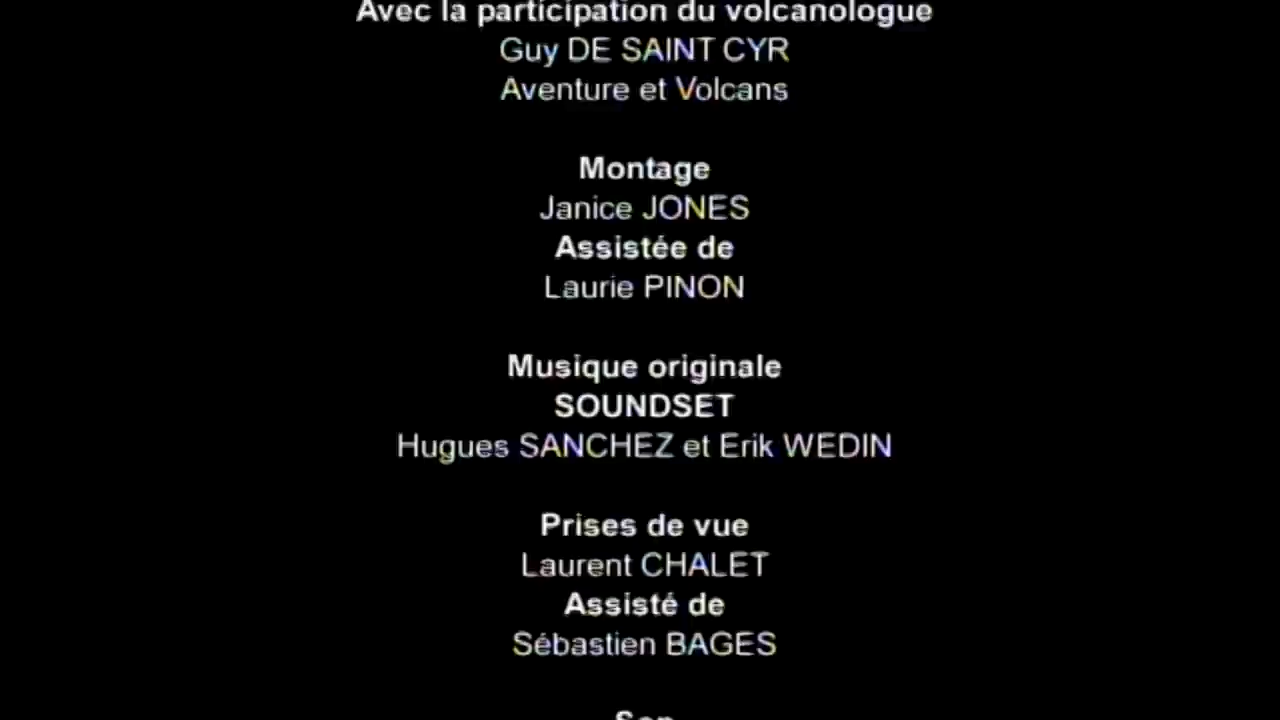 Avec la participation du volcanologue
Guy DE SAINT CYR
Aventure et Volcans
Montage
Janice JONES
Assistée de
Laurie PINON
Musique originale
SOUNDSET
Hugues SANCHEZ et Erik WEDIN
Prises de vue
Laurent CHALET
Assisté de
Sébastien BAGES
Son